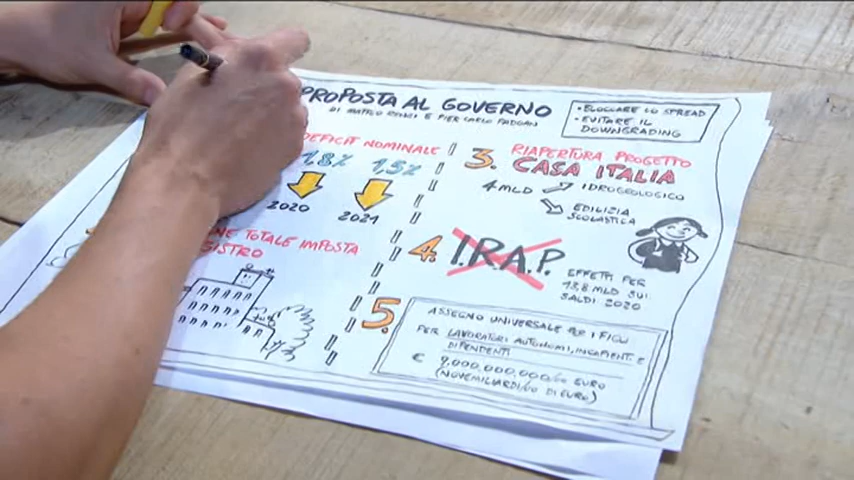 PROPOSTA AL GOVERNO
DI MATTEO RENZI E PIER CARLO PADOAN
• BLOCCARE LO SPREAD
• EVITARE IL
DOWNGRADING
DEFICIT NOMINALE
1,8% 1,5%
2020 2021
NE TOTALE IMPOSTA
GISTRO
3. RIAPERTURA PROGETTO
CASA ITALIA
4 MLD IDROGEOLOGICO
EDILIZIA
SCOLASTICA
4. I.R.A.P.
EFFETTI PER
13,8 MLD SUI
SALDI 2020
5. ASSEGNO UNIVERSALE PER I FIGLI
PER LAVORATORI AUTONOMI, INCAPIENTI E
DIPENDENTI
€ 9.000.000.000/00 EURO
(NOVEMILIARDI/00 DI EURO)